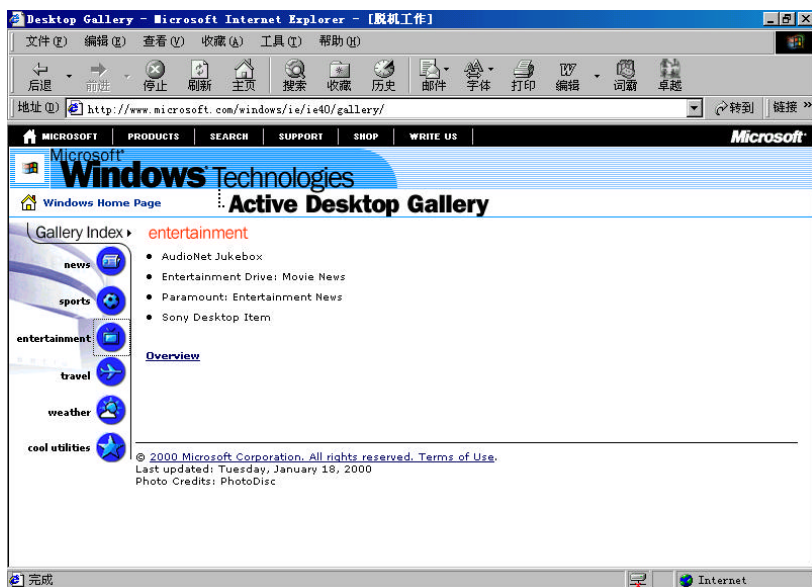 Desktop Gallery - Microsoft Internet Explorer - [脱机工作]
文件(F) 编辑(E) 查看(V) 收藏(A) 工具(T) 帮助(H)
后退 前进 停止 刷新 主页 搜索 收藏 历史 邮件 字体 打印 编辑 词霸 卓越
地址(D) http://www.microsoft.com/windows/ie/ie40/gallery/ 转到 链接 »
MICROSOFT PRODUCTS SEARCH SUPPORT SHOP WRITE US Microsoft
Microsoft
Windows Technologies
Windows Home Page Active Desktop Gallery
Gallery Index
news
sports
entertainment
travel
weather
cool utilities
entertainment
• AudioNet Jukebox
• Entertainment Drive: Movie News
• Paramount: Entertainment News
• Sony Desktop Item
Overview
© 2000 Microsoft Corporation. All rights reserved. Terms of Use.
Last updated: Tuesday, January 18, 2000
Photo Credits: PhotoDisc
完成 Internet